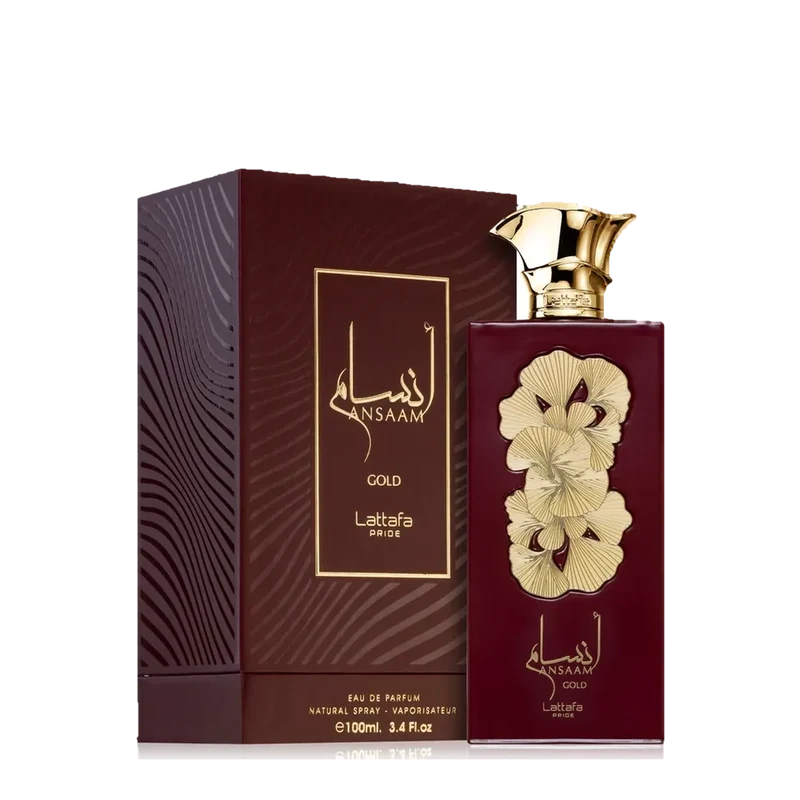 أنسام
ANSAAM
GOLD
Lattafa
PRIDE
EAU DE PARFUM
NATURAL SPRAY - VAPORISATEUR
℮100ml. 3.4 Fl.oz
Lattafa
أنسام
ANSAAM
GOLD
Lattafa
PRIDE